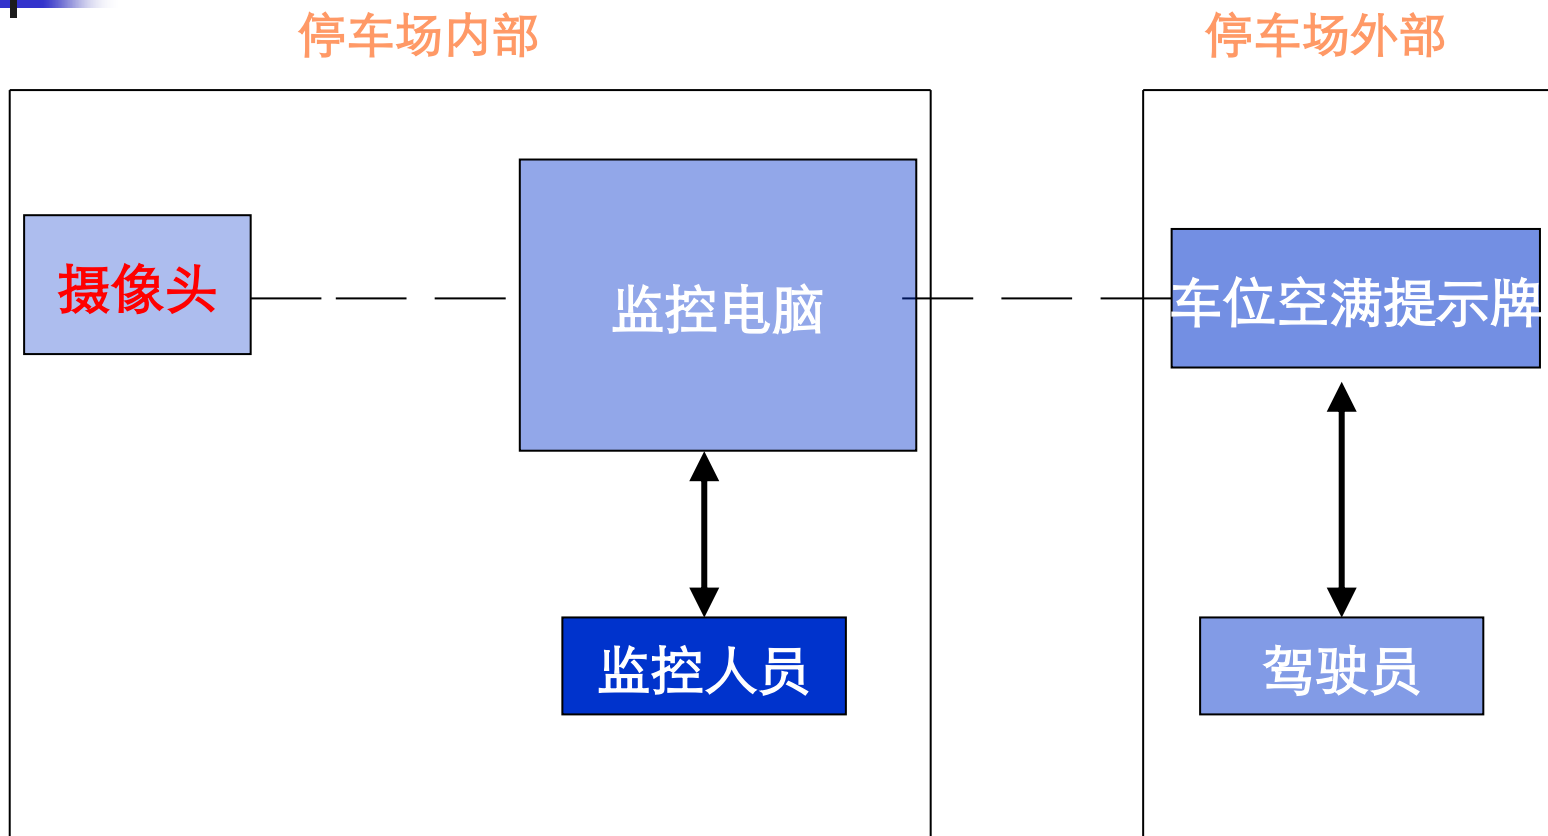 停车场内部
停车场外部
摄像头
监控电脑
车位空满提示牌
监控人员
驾驶员